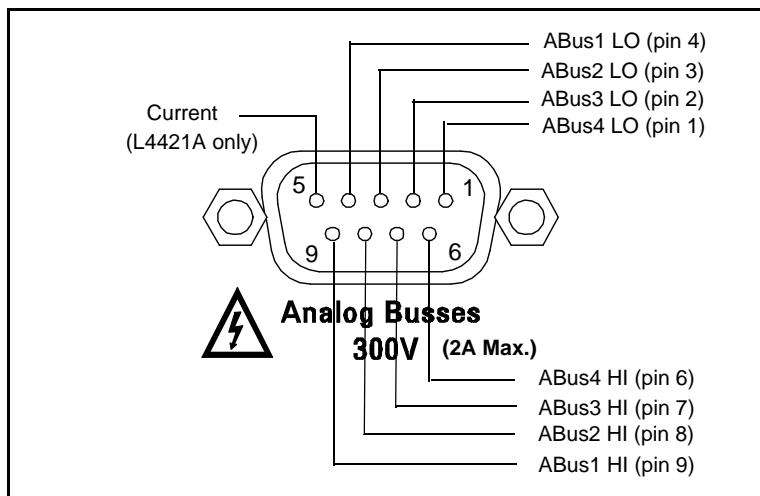 ABus1 LO (pin 4)
ABus2 LO (pin 3)
ABus3 LO (pin 2)
ABus4 LO (pin 1)
Current
(L4421A only)
5
1
9
6
Analog Busses
300V (2A Max.)
ABus4 HI (pin 6)
ABus3 HI (pin 7)
ABus2 HI (pin 8)
ABus1 HI (pin 9)